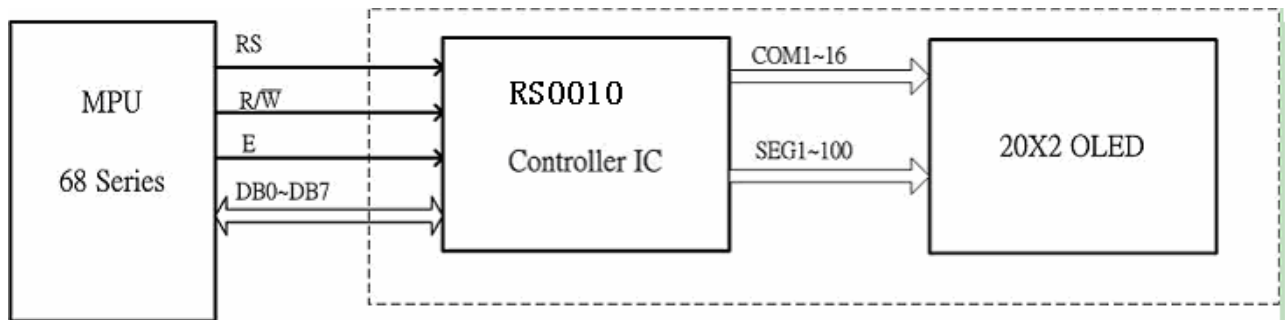 MPU
68 Series
RS
R/W̅
E
DB0~DB7
RS0010
Controller IC
COM1~16
SEG1~100
20X2 OLED